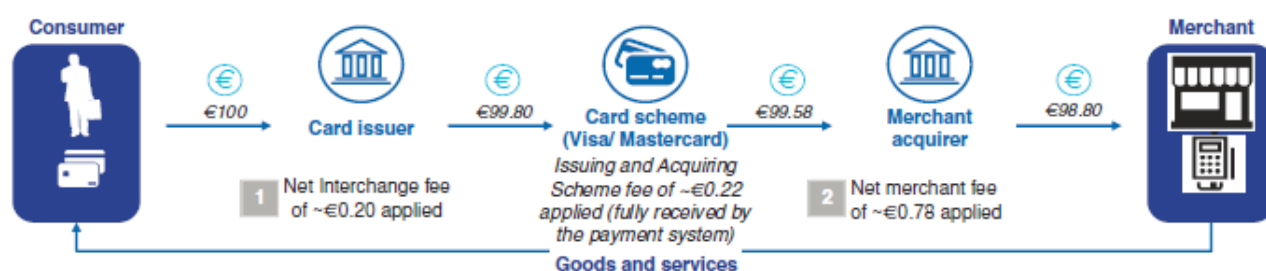 Consumer
Merchant
€
€
€
€
€100
€99.80
€99.58
€98.80
Card issuer
Card scheme
(Visa/ Mastercard)
Merchant
acquirer
1
Net Interchange fee
of ~€0.20 applied
Issuing and Acquiring
Scheme fee of ~€0.22
applied (fully received by
the payment system)
2
Net merchant fee
of ~€0.78 applied
Goods and services